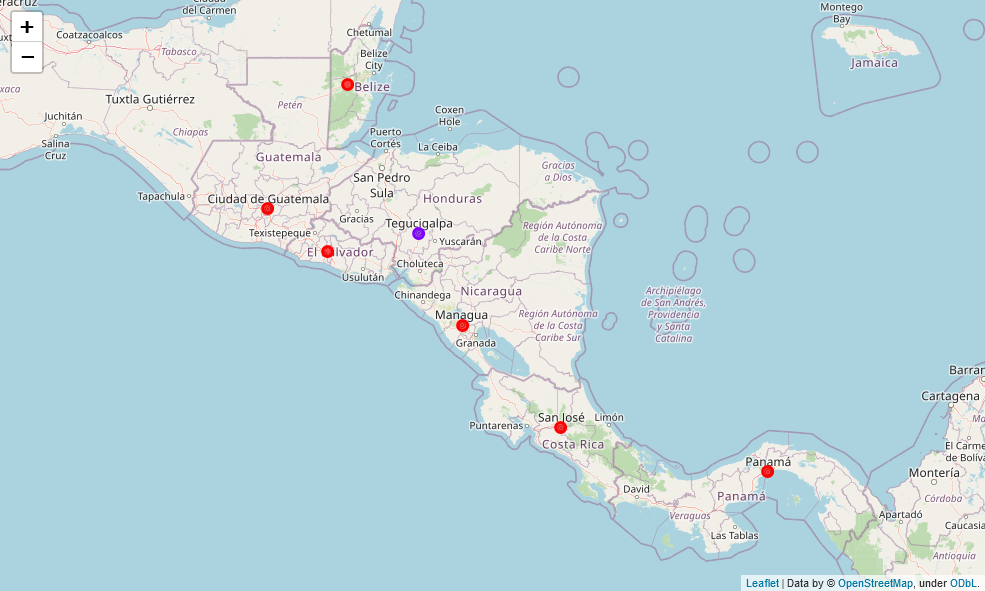 del Carmen
Montego
Bay
+
−
Coatzacoalcos
Chetumal
Tabasco
Belize
City
Jamaica
Belize
Tuxtla Gutiérrez
Petén
Juchitán
Chiapas
Coxen
Hole
Salina
Cruz
Puerto
Cortés
La Ceiba
Guatemala
Gracias
a Dios
San Pedro
Sula
Tapachula
Ciudad de Guatemala
Honduras
Gracias
Tegucigalpa
Texistepeque
Yuscarán
Región Autónoma
de la Costa
Caribe Norte
El Salvador
Choluteca
Usulután
Chinandega
Nicaragua
Archipiélago
de San Andrés,
Providencia
y Santa
Catalina
Managua
Región Autónoma
de la Costa
Caribe Sur
Granada
Cartagena
San José
Limón
Puntarenas
Costa Rica
El Carmen
de Bolívar
Panamá
Montería
David
Panamá
Córdoba
Veraguas
Apartadó
Las Tablas
Antioquia
Leaflet | Data by © OpenStreetMap, under ODbL.